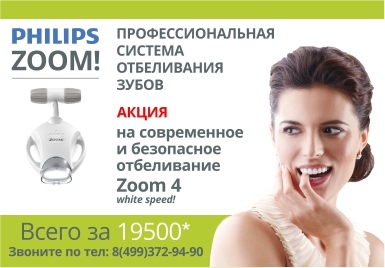 PHILIPS
ZOOM!
ПРОФЕССИОНАЛЬНАЯ
СИСТЕМА
ОТБЕЛИВАНИЯ
ЗУБОВ
АКЦИЯ
на современное
и безопасное
отбеливание
Zoom 4
white speed!
Всего за 19500*
Звоните по тел: 8(499)372-94-90